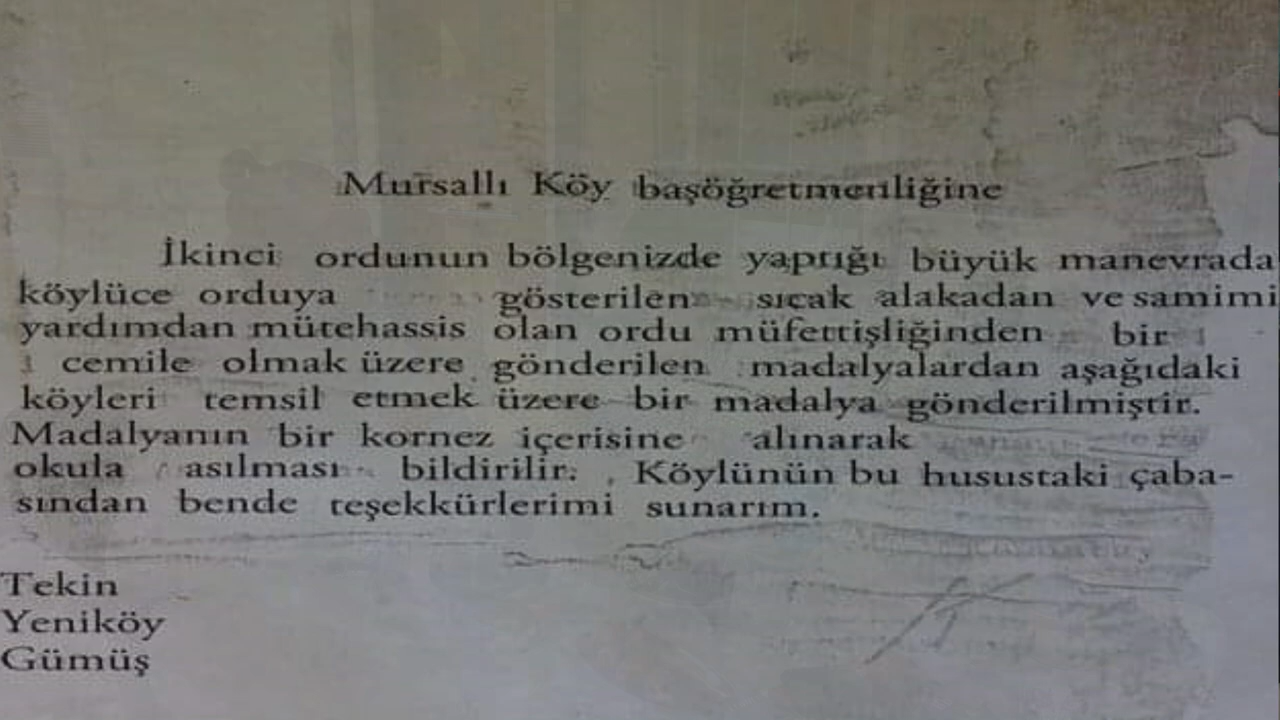 Mursallı Köy başöğretmenliğine
İkinci ordunun bölgenizde yaptığı büyük manevrada
köylüce orduya gösterilen sıcak alakadan ve samimi
yardımdan mütehassis olan ordu müfettişliğinden bir
cemile olmak üzere gönderilen madalyalardan aşağıdaki
köyleri temsil etmek üzere bir madalya gönderilmiştir.
Madalyanın bir kornez içerisine alınarak
okula asılması bildirilir. Köylünün bu husustaki çaba-
sından bende teşekkürlerimi sunarım.
Tekin
Yeniköy
Gümüş